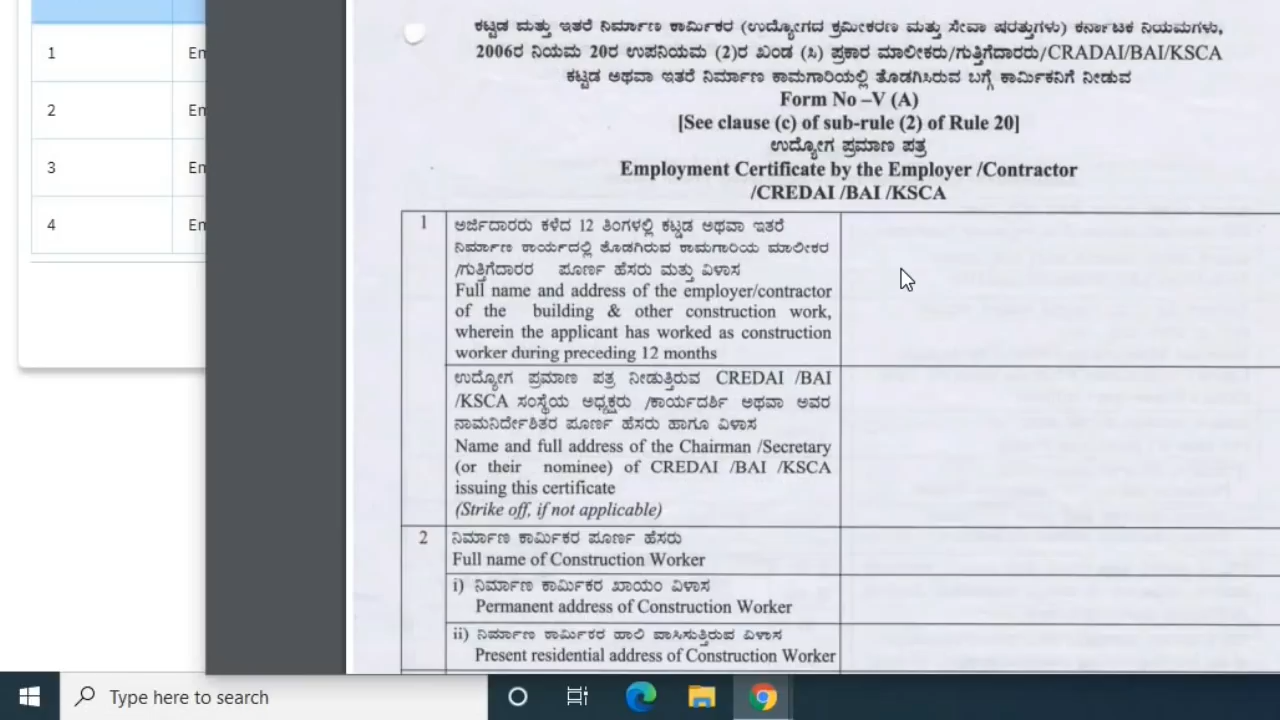 1 En
2 En
3 En
4 En
ಕಟ್ಟಡ ಮತ್ತು ಇತರೆ ನಿರ್ಮಾಣ ಕಾರ್ಮಿಕರ (ಉದ್ಯೋಗದ ಕ್ರಮೀಕರಣ ಮತ್ತು ಸೇವಾ ಷರತ್ತುಗಳು) ಕರ್ನಾಟಕ ನಿಯಮಗಳು,
2006ರ ನಿಯಮ 20ರ ಉಪನಿಯಮ (2)ರ ಖಂಡ (ಸಿ) ಪ್ರಕಾರ ಮಾಲೀಕರು/ಗುತ್ತಿಗೆದಾರರು/CRADAI/BAI/KSCA
ಕಟ್ಟಡ ಅಥವಾ ಇತರೆ ನಿರ್ಮಾಣ ಕಾಮಗಾರಿಯಲ್ಲಿ ತೊಡಗಿಸಿರುವ ಬಗ್ಗೆ ಕಾರ್ಮಿಕನಿಗೆ ನೀಡುವ
Form No –V (A)
[See clause (c) of sub-rule (2) of Rule 20]
ಉದ್ಯೋಗ ಪ್ರಮಾಣ ಪತ್ರ
Employment Certificate by the Employer /Contractor
/CREDAI /BAI /KSCA
1 ಅರ್ಜಿದಾರರು ಕಳೆದ 12 ತಿಂಗಳಲ್ಲಿ ಕಟ್ಟಡ ಅಥವಾ ಇತರೆ
ನಿರ್ಮಾಣ ಕಾರ್ಯದಲ್ಲಿ ತೊಡಗಿರುವ ಕಾಮಗಾರಿಯ ಮಾಲೀಕರ
/ಗುತ್ತಿಗೆದಾರರ ಪೂರ್ಣ ಹೆಸರು ಮತ್ತು ವಿಳಾಸ
Full name and address of the employer/contractor
of the building & other construction work,
wherein the applicant has worked as construction
worker during preceding 12 months
ಉದ್ಯೋಗ ಪ್ರಮಾಣ ಪತ್ರ ನೀಡುತ್ತಿರುವ CREDAI /BAI
/KSCA ಸಂಸ್ಥೆಯ ಅಧ್ಯಕ್ಷರು /ಕಾರ್ಯದರ್ಶಿ ಅಥವಾ ಅವರ
ನಾಮನಿರ್ದೇಶಿತರ ಪೂರ್ಣ ಹೆಸರು ಹಾಗೂ ವಿಳಾಸ
Name and full address of the Chairman /Secretary
(or their nominee) of CREDAI /BAI /KSCA
issuing this certificate
(Strike off, if not applicable)
2 ನಿರ್ಮಾಣ ಕಾರ್ಮಿಕರ ಪೂರ್ಣ ಹೆಸರು
Full name of Construction Worker
i) ನಿರ್ಮಾಣ ಕಾರ್ಮಿಕರ ಖಾಯಂ ವಿಳಾಸ
Permanent address of Construction Worker
ii) ನಿರ್ಮಾಣ ಕಾರ್ಮಿಕರ ಹಾಲಿ ವಾಸಿಸುತ್ತಿರುವ ವಿಳಾಸ
Present residential address of Construction Worker
Type here to search